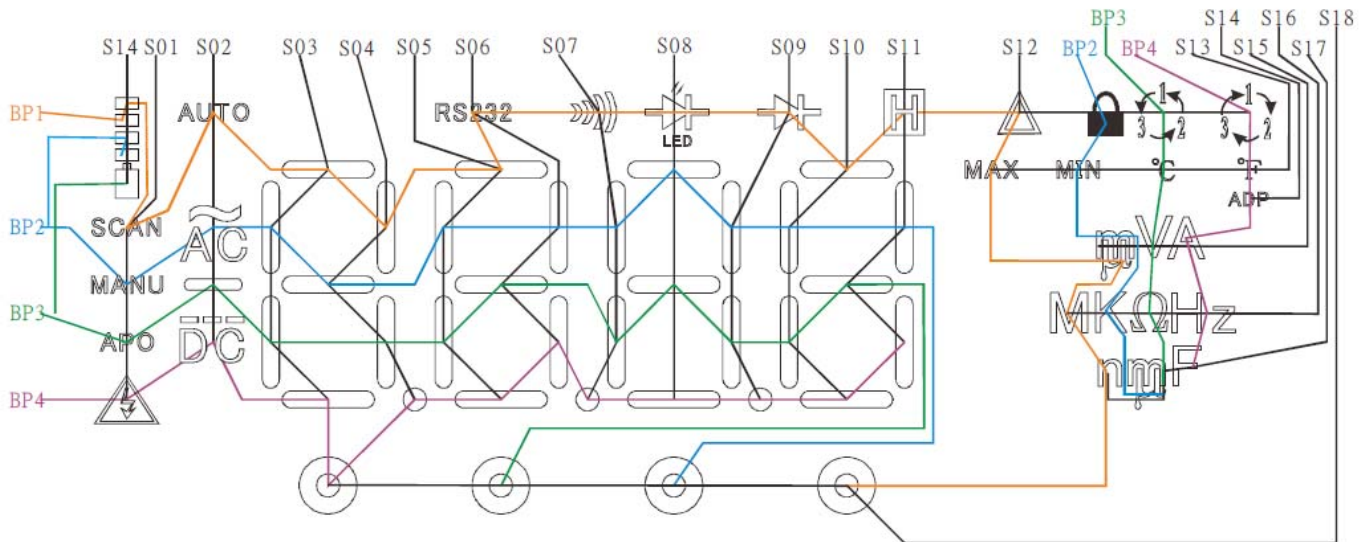 BP3 S14 S16 S18
S14 S01 S02 S03 S04 S05 S06 S07 S08 S09 S10 S11 S12 BP2 BP4 S13 S15 S17
BP1 AUTO RS232 H 1 3 2 1 3 2
LED
MAX MIN °C °F
ADP
BP2 SCAN AC μVA
MANU
BP3 APO DC MKΩHz
nmF
BP4 μ